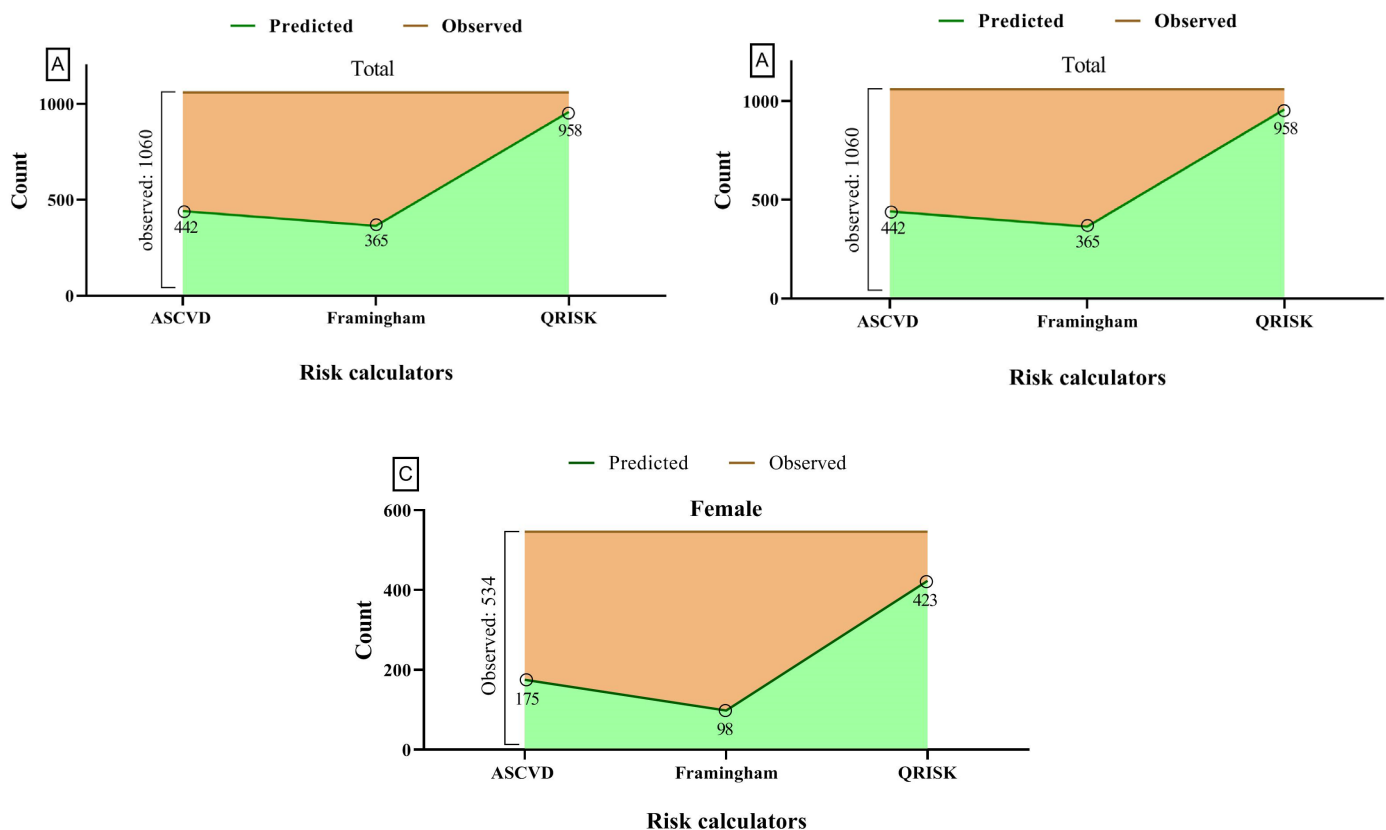 Predicted Observed
A
Total
1000
500
0
Count
observed: 1060
442
365
958
ASCVD Framingham QRISK
Risk calculators
Predicted Observed
A
Total
1000
500
0
Count
observed: 1060
442
365
958
ASCVD Framingham QRISK
Risk calculators
Predicted Observed
C
Female
600
400
200
0
Count
Observed: 534
175
98
423
ASCVD Framingham QRISK
Risk calculators